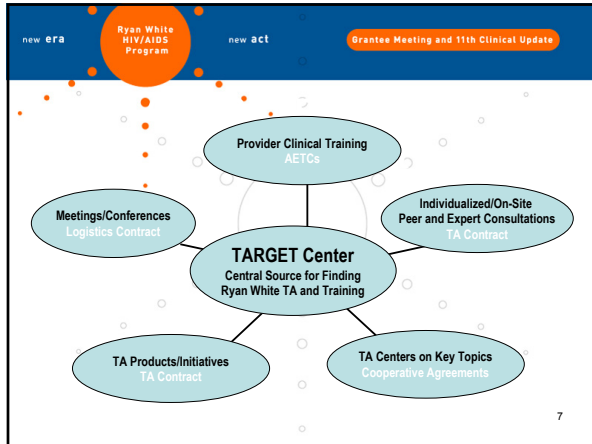 new era
Ryan White
HIV/AIDS
Program
new act
Grantee Meeting and 11th Clinical Update
Provider Clinical Training
AETCs
Meetings/Conferences
Logistics Contract
Individualized/On-Site
Peer and Expert Consultations
TA Contract
TARGET Center
Central Source for Finding
Ryan White TA and Training
TA Products/Initiatives
TA Contract
TA Centers on Key Topics
Cooperative Agreements
7